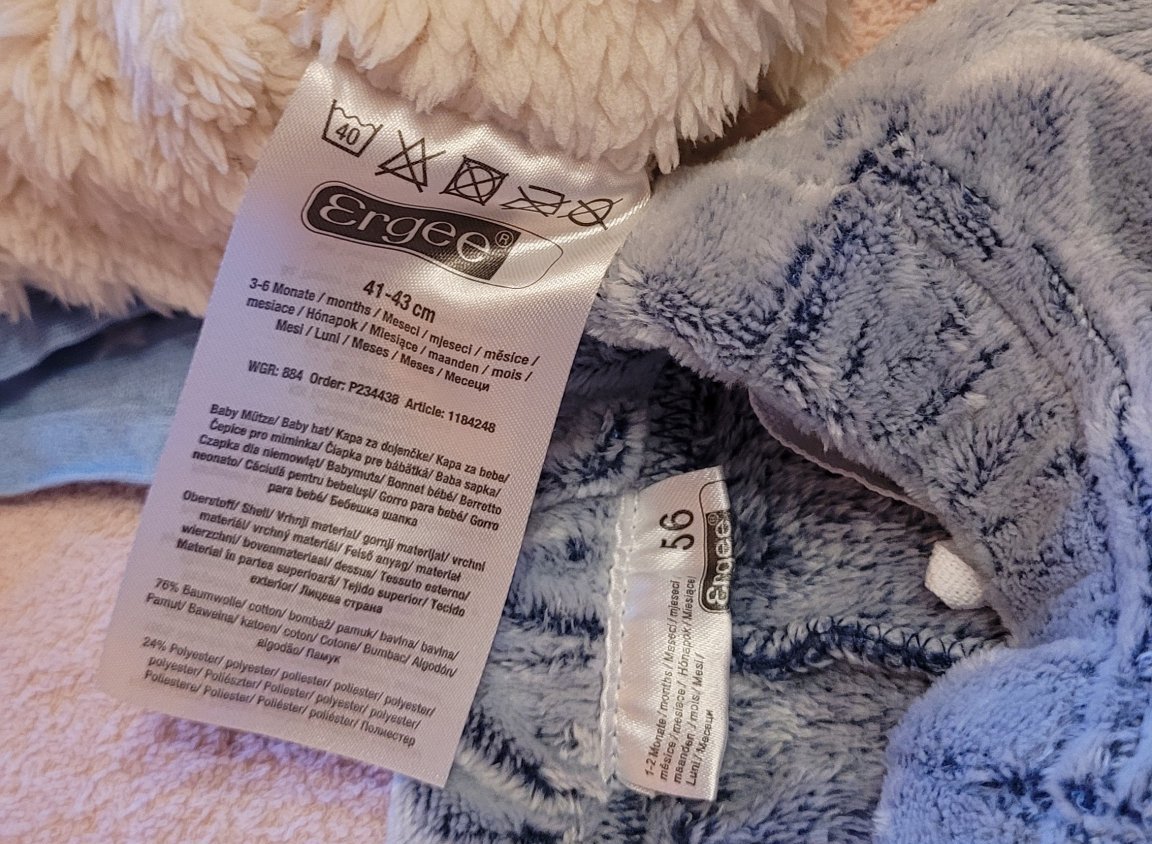 40
Ergee®
41-43 cm
3-6 Monate / months / Meseci / mjeseci / měsíce /
mesiace / Hónapok / Miesiące / maanden / mois /
Mesi / Luni / Meses / Meses / Месеци
WGR: 884 Order: P234438 Article: 1184248
Baby Mütze/ Baby hat/ Kapa za dojenčke/ Kapa za bebe/
Čepice pro miminka/ Čiapka pre bábätká/ Baba sapka/
Czapka dla niemowląt/ Babymuts/ Bonnet bébé/ Berretto
neonato/ Căciulă pentru bebeluși/ Gorro para bebé/ Gorro
para bebé/ Бебешка шапка
Oberstoff/ Shell/ Vrhnji material/ gornji materijal/ vrchní
materiál/ vrchný materiál/ Felső anyag/ materiał
wierzchni/ bovenmateriaal/ dessus/ Tessuto esterno/
Material în partea superioară/ Tejido superior/ Tecido
exterior/ Лицева страна
76% Baumwolle/ cotton/ bombaž/ pamuk/ bavlna/ bavlna/
Pamut/ Bawełna/ katoen/ coton/ Cotone/ Bumbac/ Algodón/
algodão/ Памук
24% Polyester/ polyester/ poliester/ poliester/ polyester/
polyester/ Poliészter/ Poliester/ polyester/ polyester/
Poliestere/ Poliester/ Poliéster/ poliéster/ Полиестер
56
Ergee®
1-2 Monate / months / Meseci / mjeseci /
měsíce / mesiace / Hónapok / Miesiące/
maanden / mois / Mesi /
Luni / Месеци